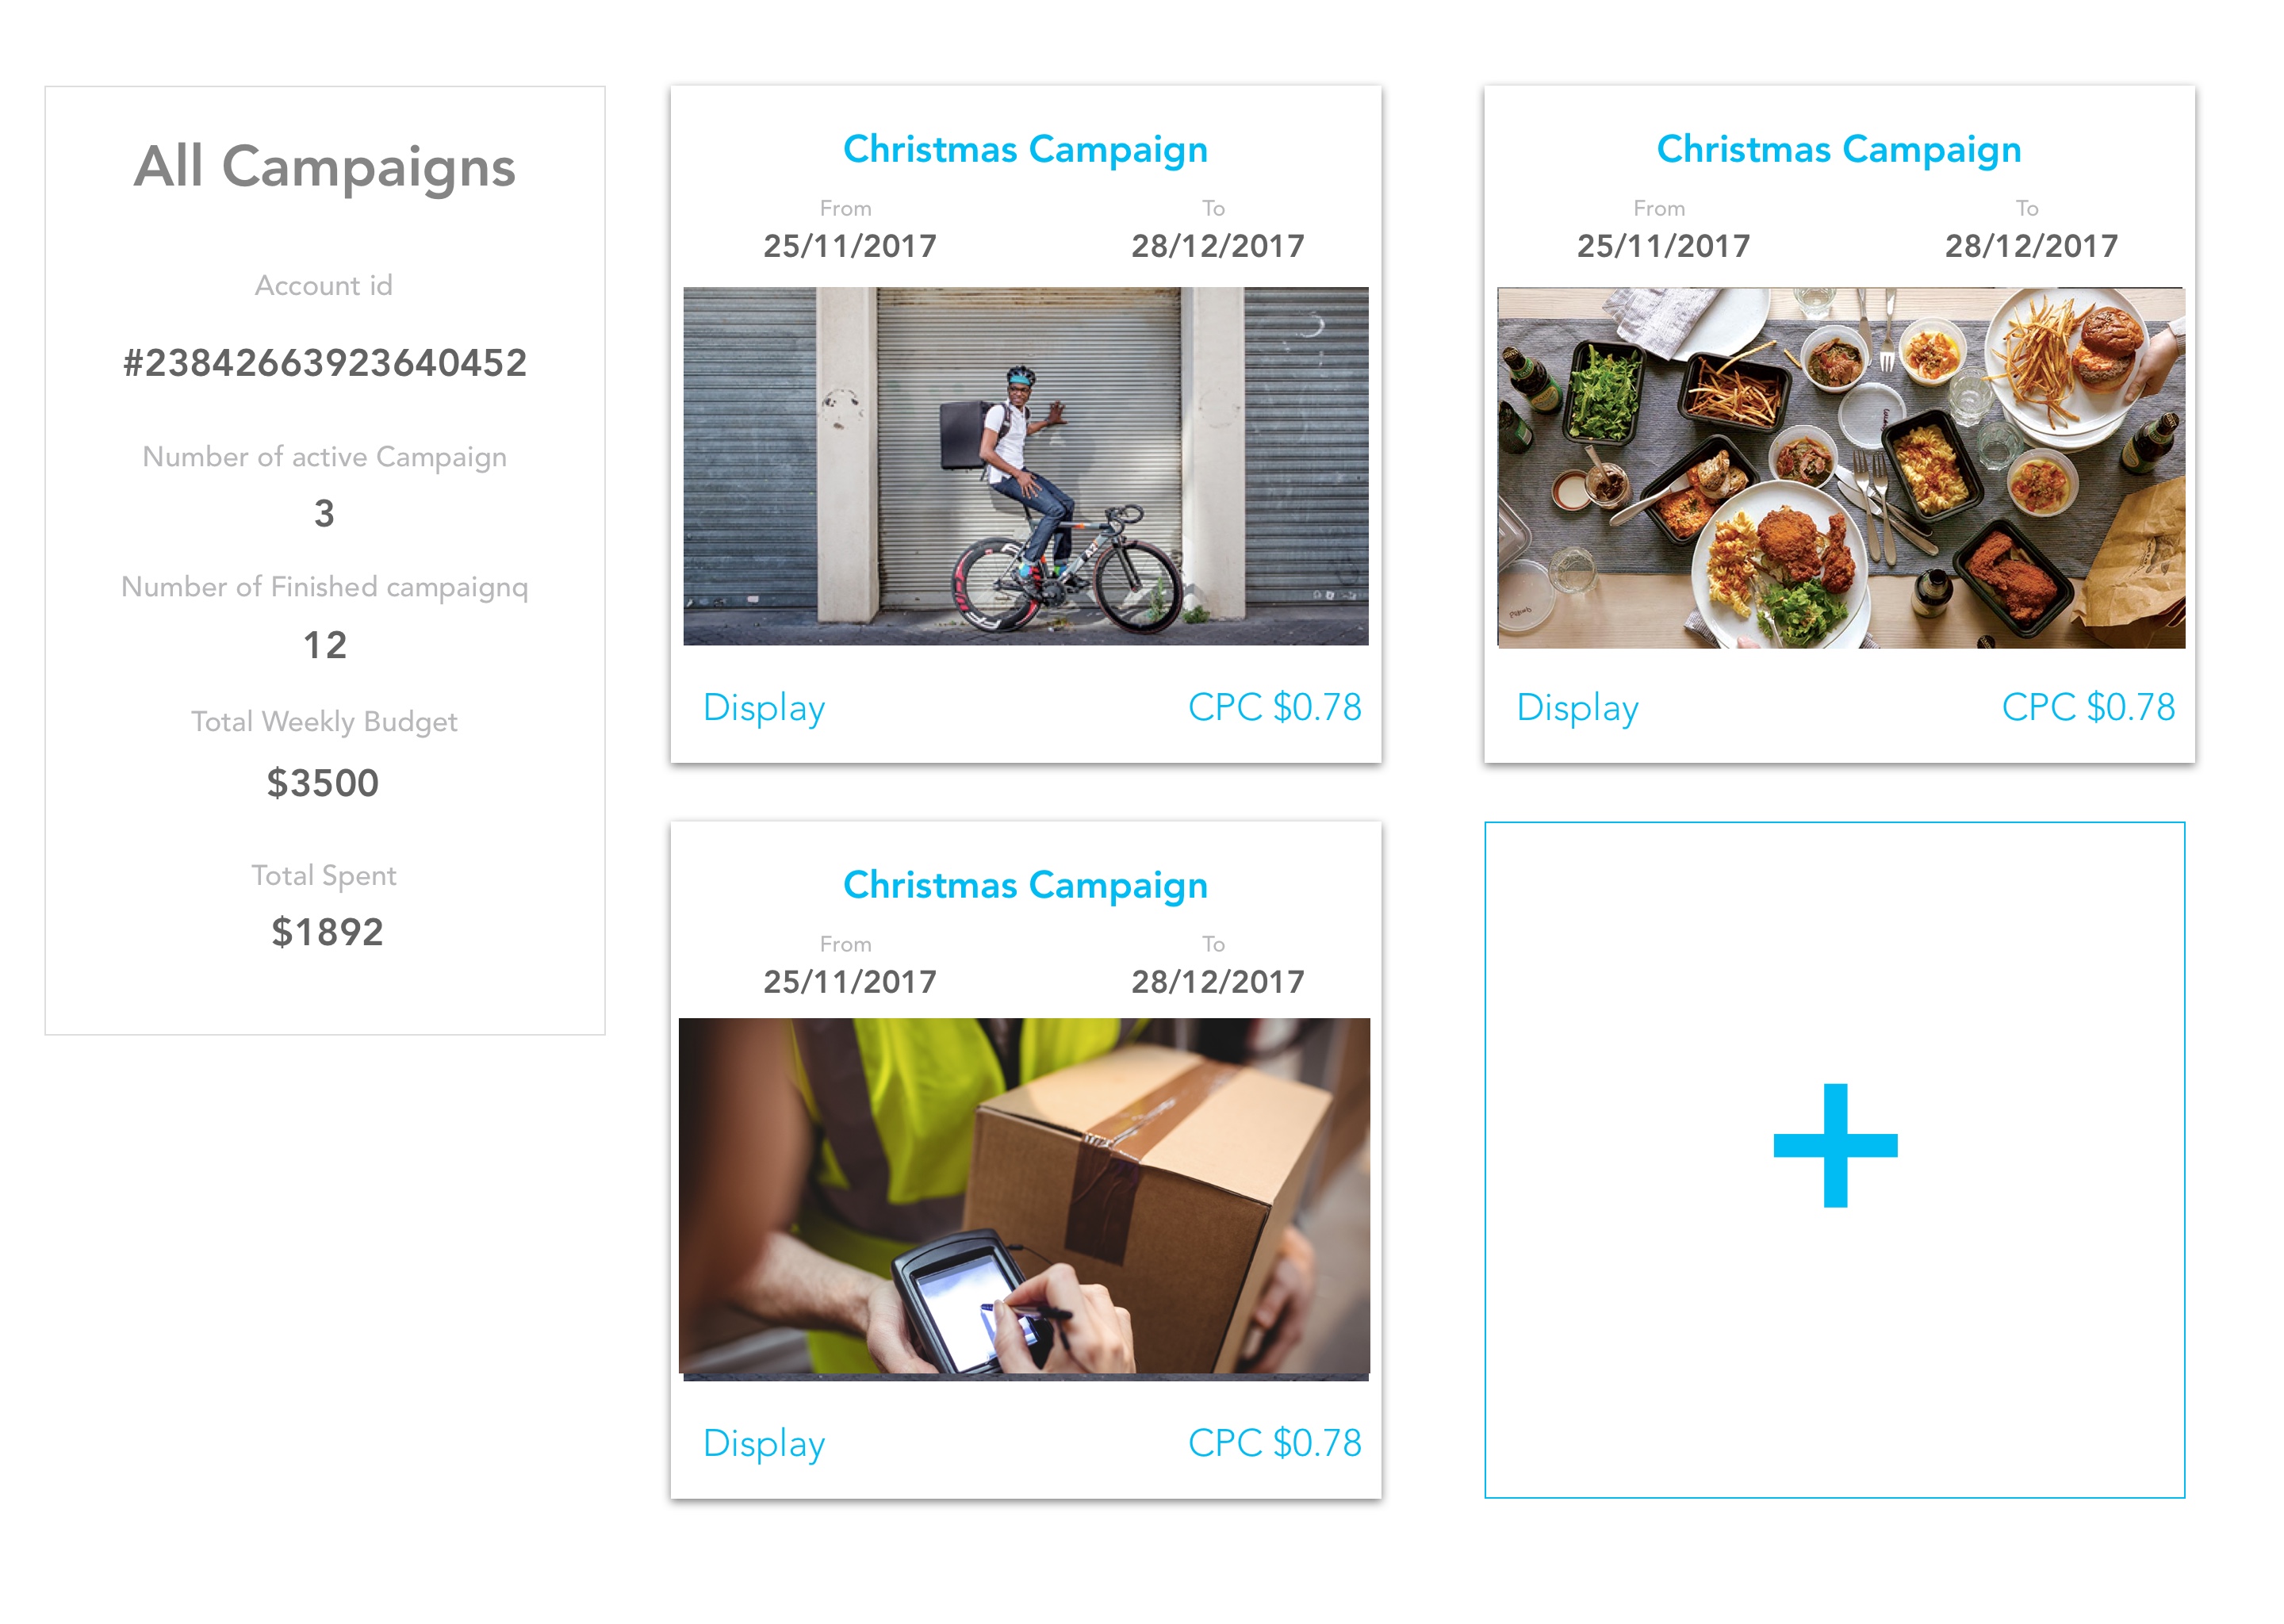 All Campaigns
Account id
#23842663923640452
Number of active Campaign
3
Number of Finished campaignq
12
Total Weekly Budget
$3500
Total Spent
$1892
Christmas Campaign
From To
25/11/2017 28/12/2017
Display CPC $0.78
Christmas Campaign
From To
25/11/2017 28/12/2017
Display CPC $0.78
Christmas Campaign
From To
25/11/2017 28/12/2017
Display CPC $0.78
+